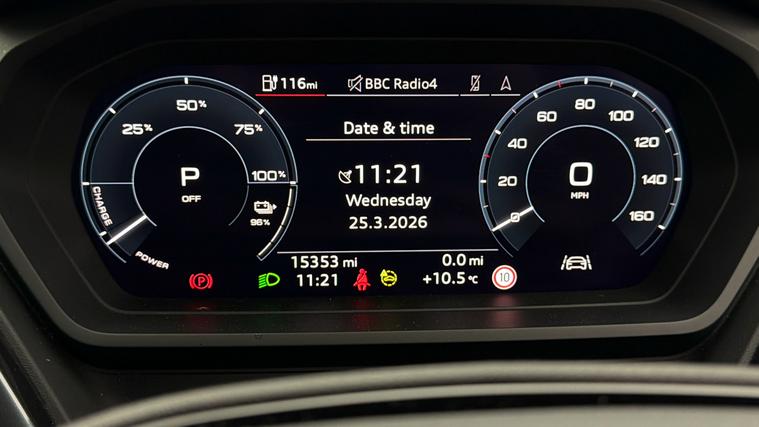 116mi BBC Radio4
Date & time
11:21
Wednesday
25.3.2026
15353 mi 0.0 mi
11:21 +10.5°C
25% 50% 75% 100%
P
OFF
96%
CHARGE
POWER
0 20 40 60 80 100 120 140 160
0
MPH
P
10